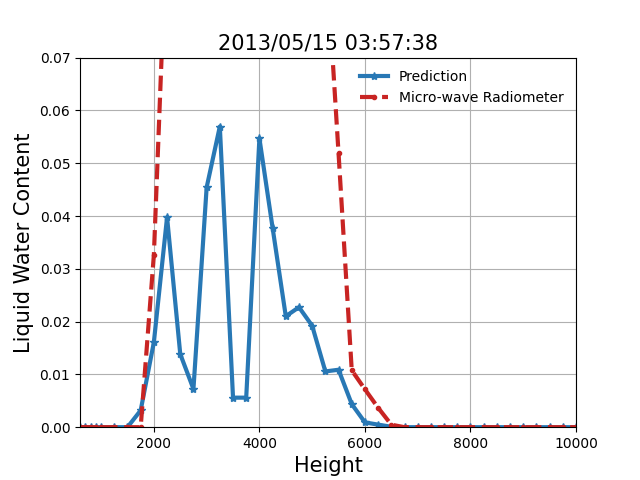 2013/05/15 03:57:38
Liquid Water Content
0.07
0.06
0.05
0.04
0.03
0.02
0.01
0.00
Prediction
Micro-wave Radiometer
2000 4000 6000 8000 10000
Height